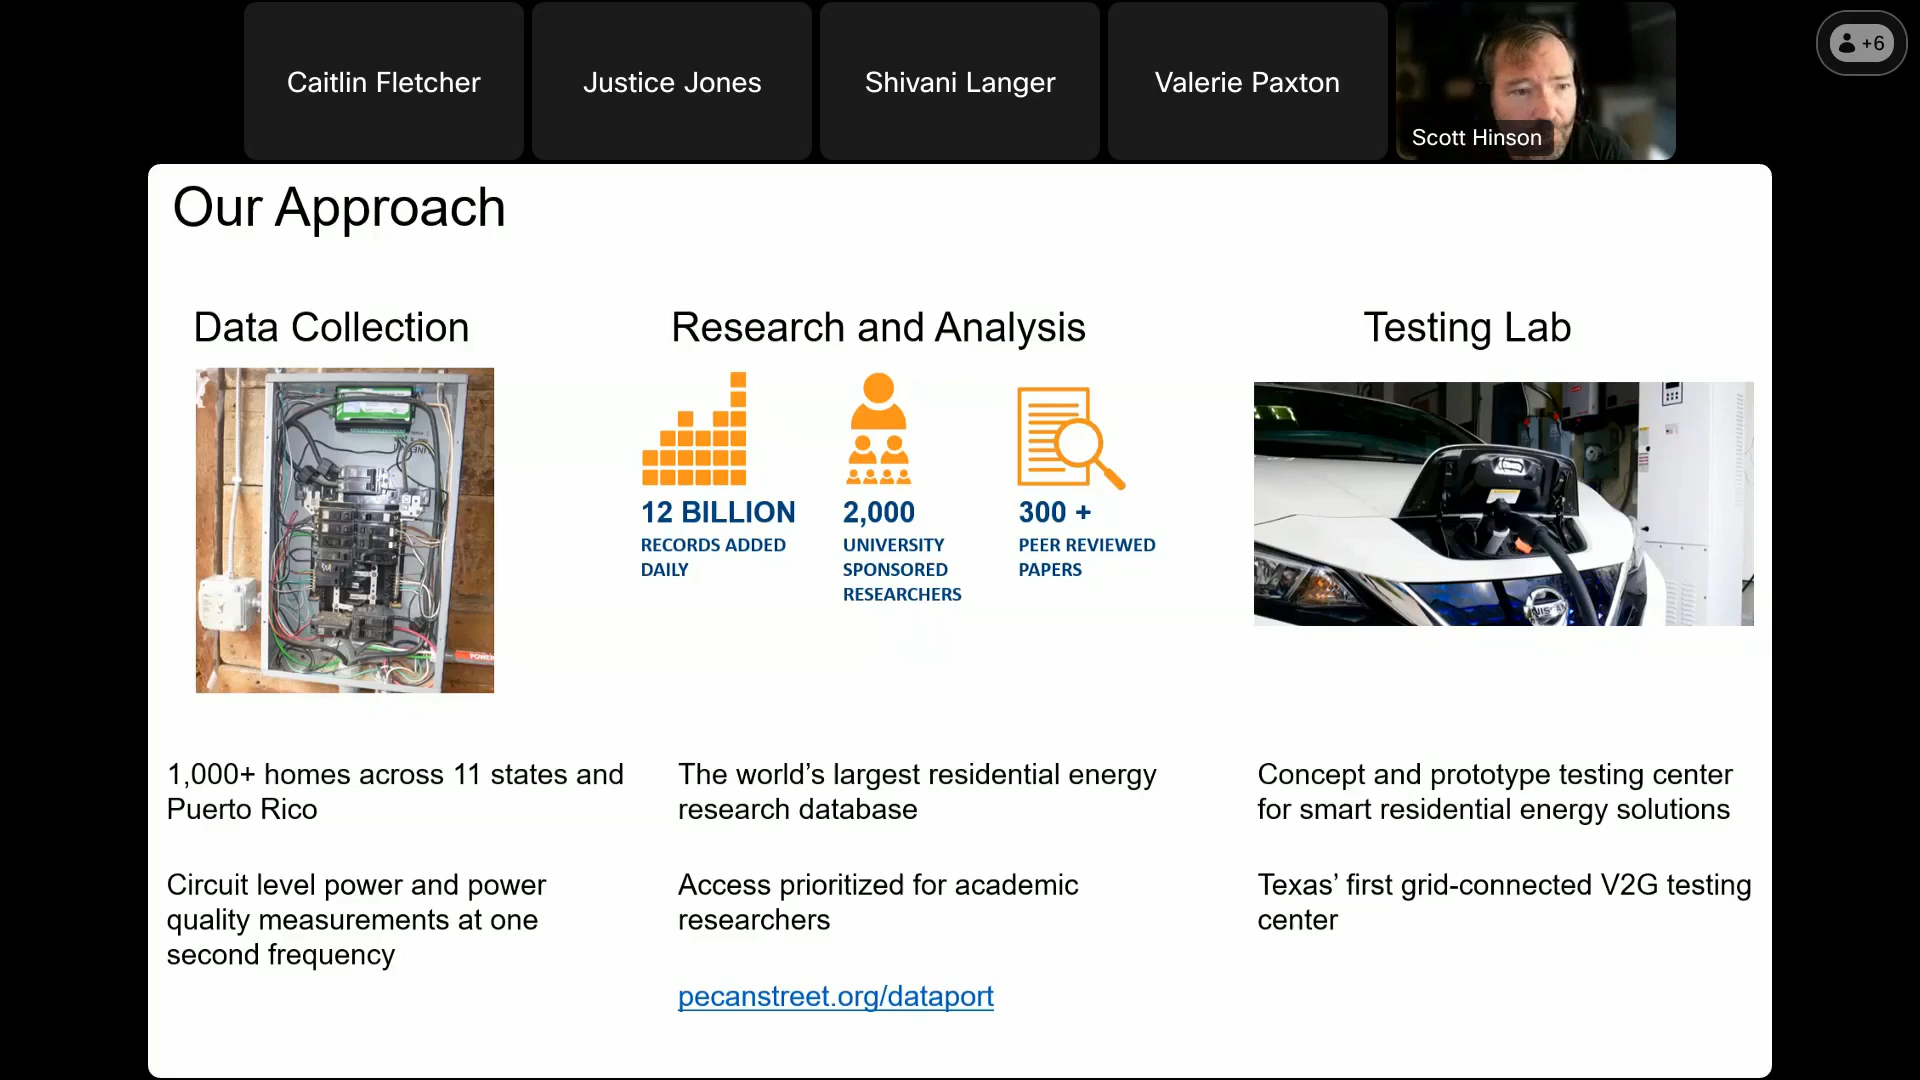 Caitlin Fletcher
Justice Jones
Shivani Langer
Valerie Paxton
Scott Hinson
+6
Our Approach
Data Collection
Research and Analysis
Testing Lab
12 BILLION
RECORDS ADDED
DAILY
2,000
UNIVERSITY
SPONSORED
RESEARCHERS
300 +
PEER REVIEWED
PAPERS
POWER
NISSAN
1,000+ homes across 11 states and
Puerto Rico
Circuit level power and power
quality measurements at one
second frequency
The world’s largest residential energy
research database
Access prioritized for academic
researchers
pecanstreet.org/dataport
Concept and prototype testing center
for smart residential energy solutions
Texas’ first grid-connected V2G testing
center